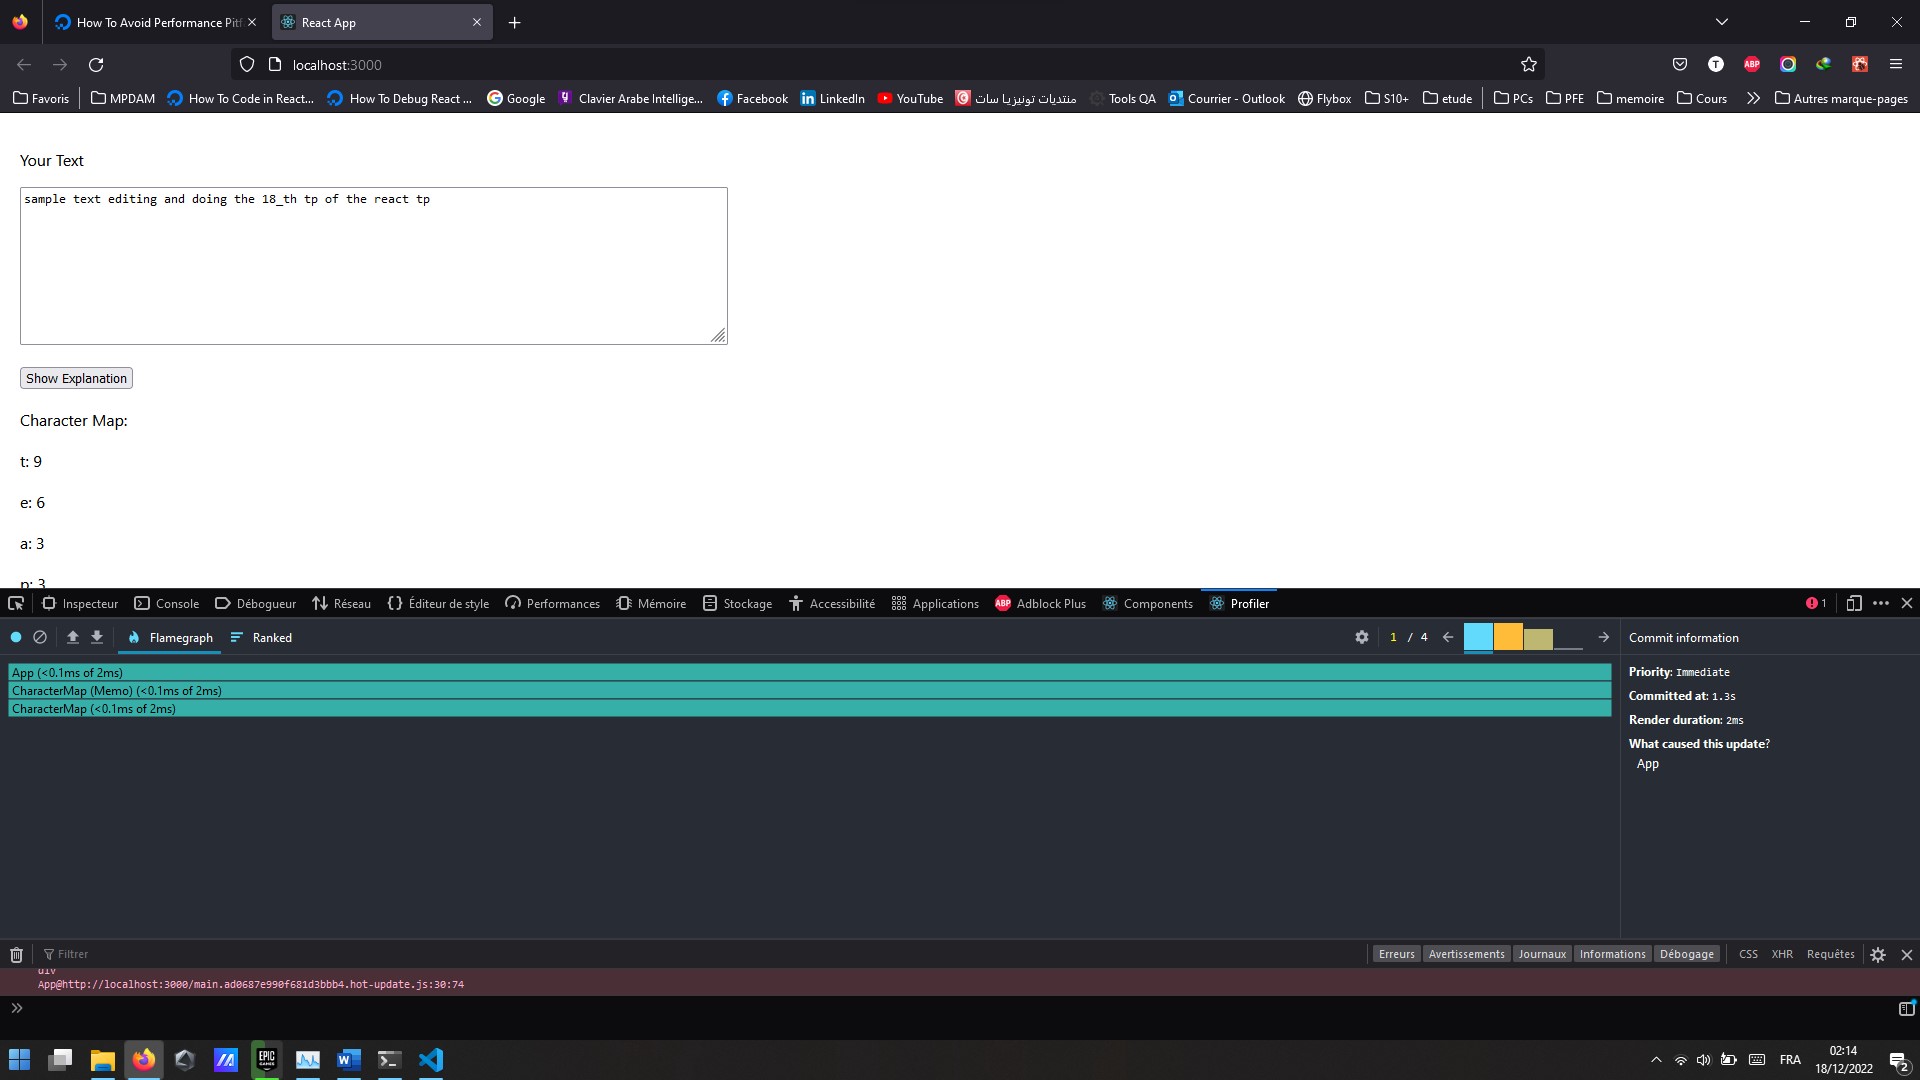 How To Avoid Performance Pitf
React App
localhost:3000
Favoris
MPDAM
How To Code in React...
How To Debug React ...
Google
Clavier Arabe Intellige...
Facebook
LinkedIn
YouTube
منتديات تونيزيا سات
Tools QA
Courrier - Outlook
Flybox
S10+
etude
PCs
PFE
memoire
Cours
Autres marque-pages
Your Text
sample text editing and doing the 18_th tp of the react tp
Show Explanation
Character Map:
t: 9
e: 6
a: 3
p: 3
Inspecteur
Console
Débogueur
Réseau
Éditeur de style
Performances
Mémoire
Stockage
Accessibilité
Applications
Adblock Plus
Components
Profiler
1
Flamegraph
Ranked
1 / 4
Commit information
App (<0.1ms of 2ms)
CharacterMap (Memo) (<0.1ms of 2ms)
CharacterMap (<0.1ms of 2ms)
Priority: Immediate
Committed at: 1.3s
Render duration: 2ms
What caused this update?
App
Filtrer
Erreurs
Avertissements
Journaux
Informations
Débogage
CSS
XHR
Requêtes
div
App@http://localhost:3000/main.ad0687e990f681d3bbb4.hot-update.js:30:74
FRA
02:14
18/12/2022
2